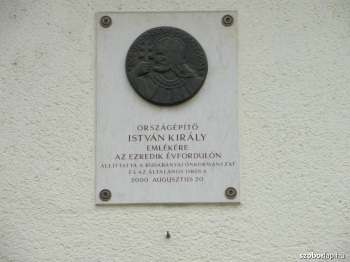 ORSZÁGÉPÍTŐ
ISTVÁN KIRÁLY
EMLÉKÉRE
AZ EZREDIK ÉVFORDULÓN
ÁLLÍTTATTA A BUDABÁNYAI ÖNKORMÁNYZAT
ÉS AZ ÁLTALÁNOS ISKOLA
2000. AUGUSZTUS 20.
szoborlap.hu